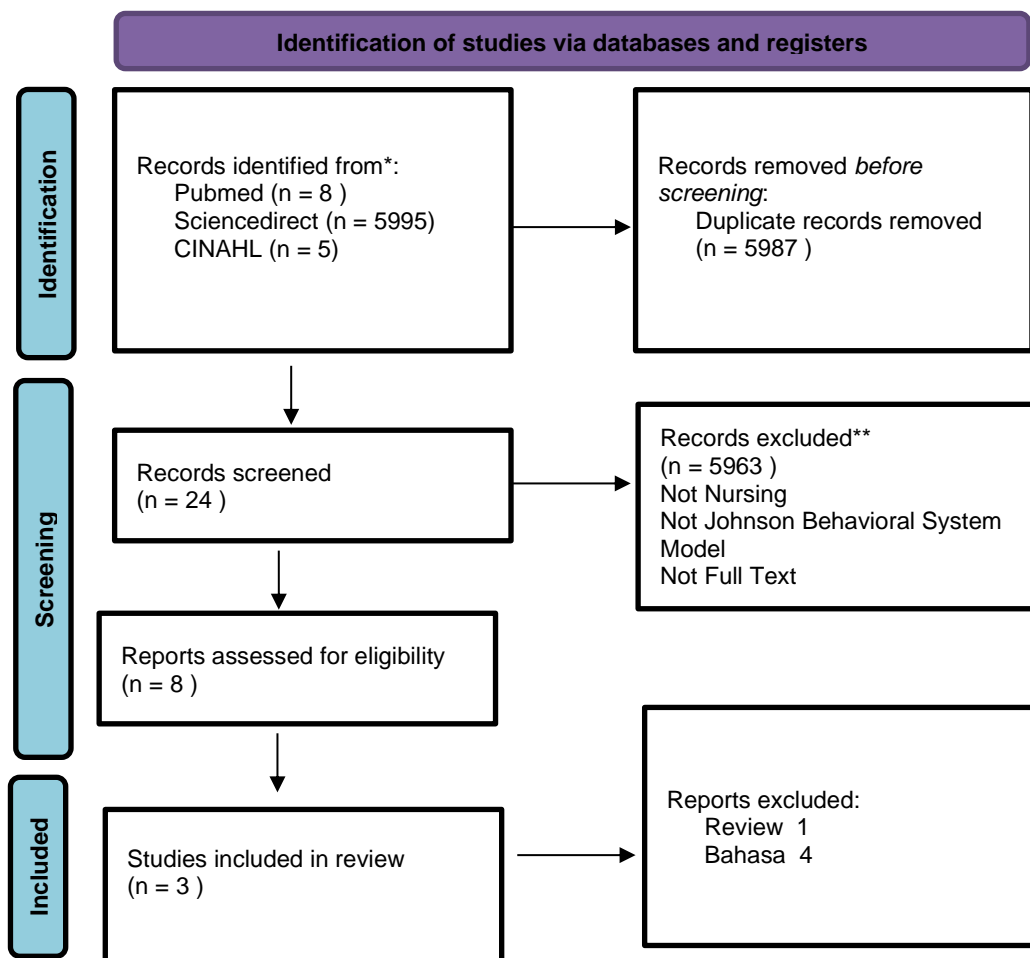 Identification of studies via databases and registers
Identification
Records identified from*:
Pubmed (n = 8 )
Sciencedirect (n = 5995)
CINAHL (n = 5)
Records removed before
screening:
Duplicate records removed
(n = 5987 )
Screening
Records screened
(n = 24 )
Records excluded**
(n = 5963 )
Not Nursing
Not Johnson Behavioral System
Model
Not Full Text
Reports assessed for eligibility
(n = 8 )
Included
Studies included in review
(n = 3 )
Reports excluded:
Review 1
Bahasa 4